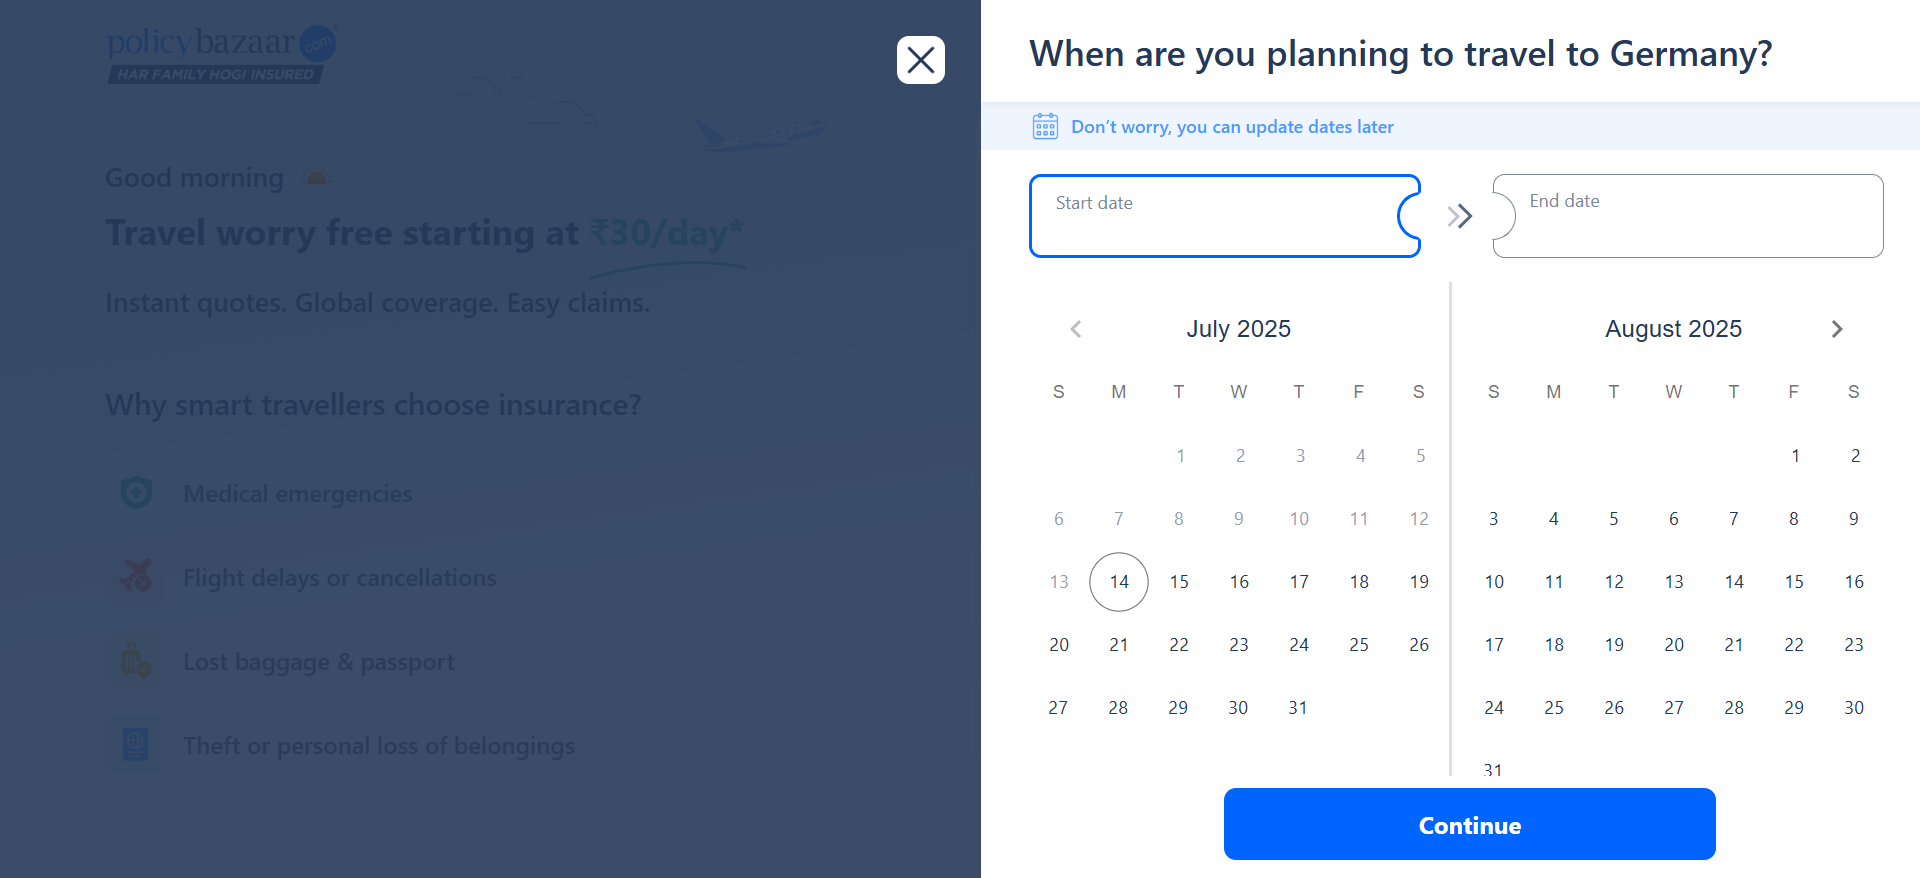 policybazaar.com
HAR FAMILY HOGI INSURED
Good morning
Travel worry free starting at ₹30/day*
Instant quotes. Global coverage. Easy claims.
Why smart travellers choose insurance?
Medical emergencies
Flight delays or cancellations
Lost baggage & passport
Theft or personal loss of belongings
When are you planning to travel to Germany?
Don't worry, you can update dates later
Start date
End date
July 2025
S M T W T F S
1 2 3 4 5
6 7 8 9 10 11 12
13 14 15 16 17 18 19
20 21 22 23 24 25 26
27 28 29 30 31
August 2025
S M T W T F S
1 2
3 4 5 6 7 8 9
10 11 12 13 14 15 16
17 18 19 20 21 22 23
24 25 26 27 28 29 30
31
Continue